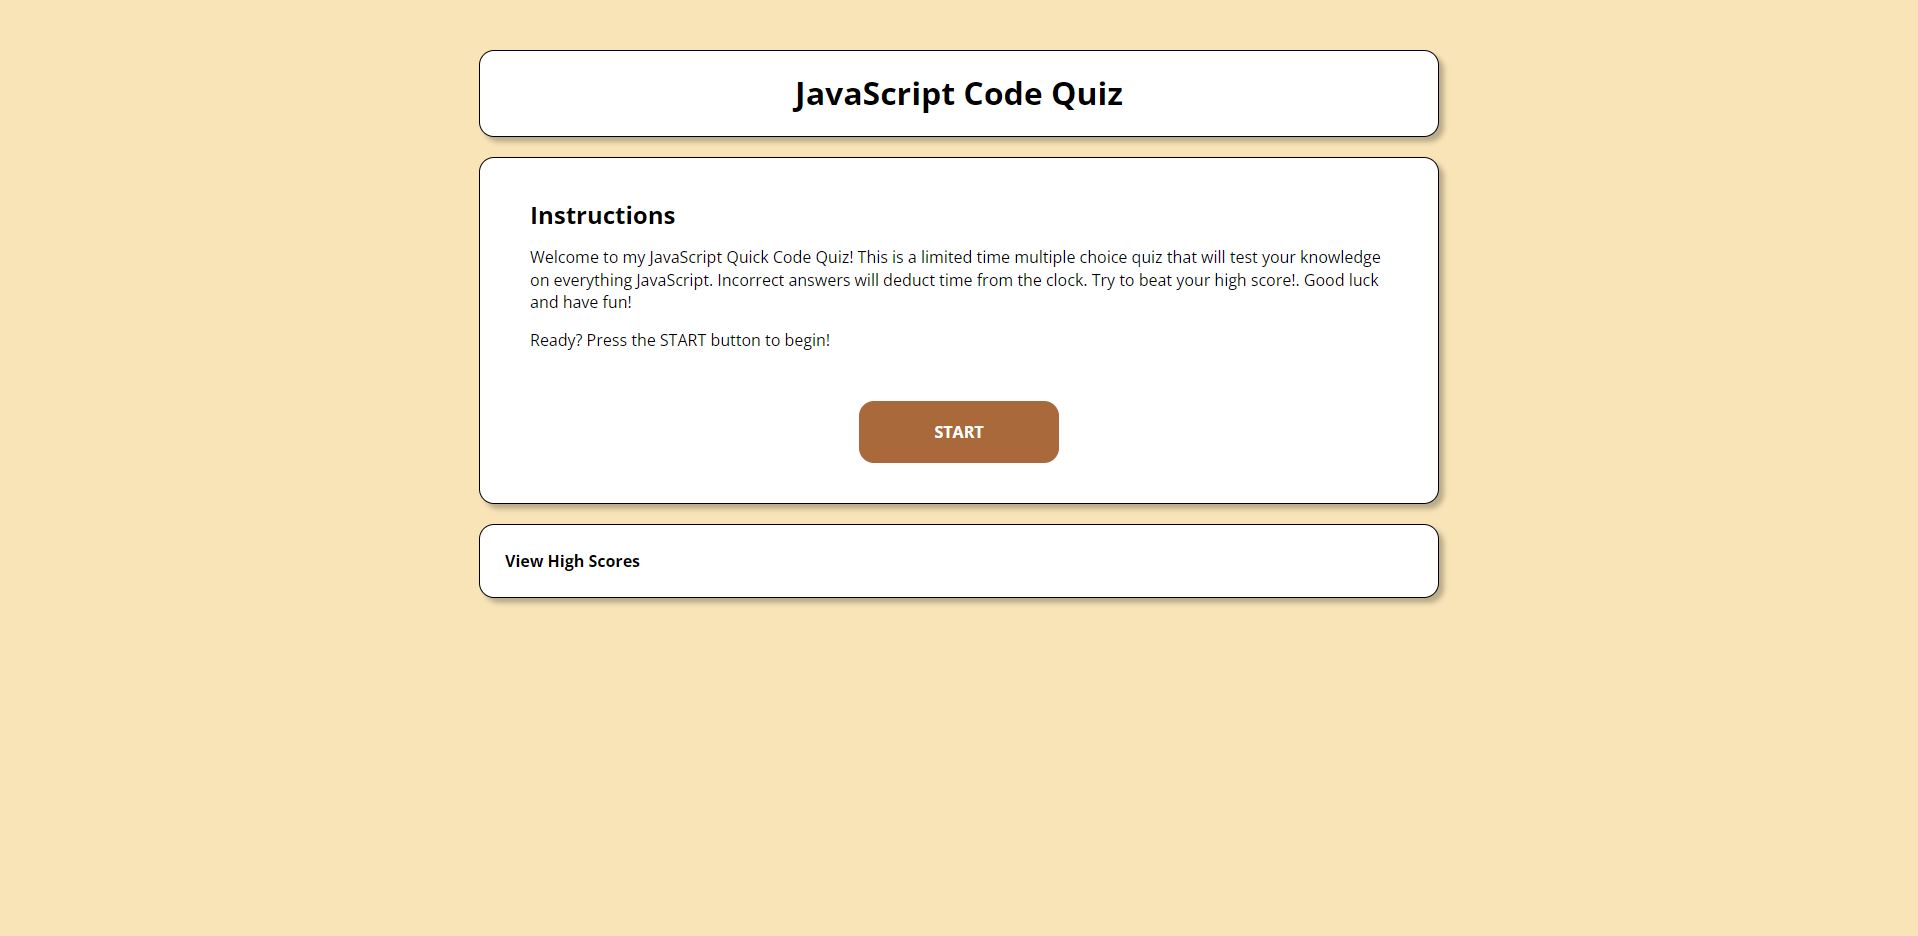 JavaScript Code Quiz
Instructions
Welcome to my JavaScript Quick Code Quiz! This is a limited time multiple choice quiz that will test your knowledge
on everything JavaScript. Incorrect answers will deduct time from the clock. Try to beat your high score!. Good luck
and have fun!
Ready? Press the START button to begin!
START
View High Scores